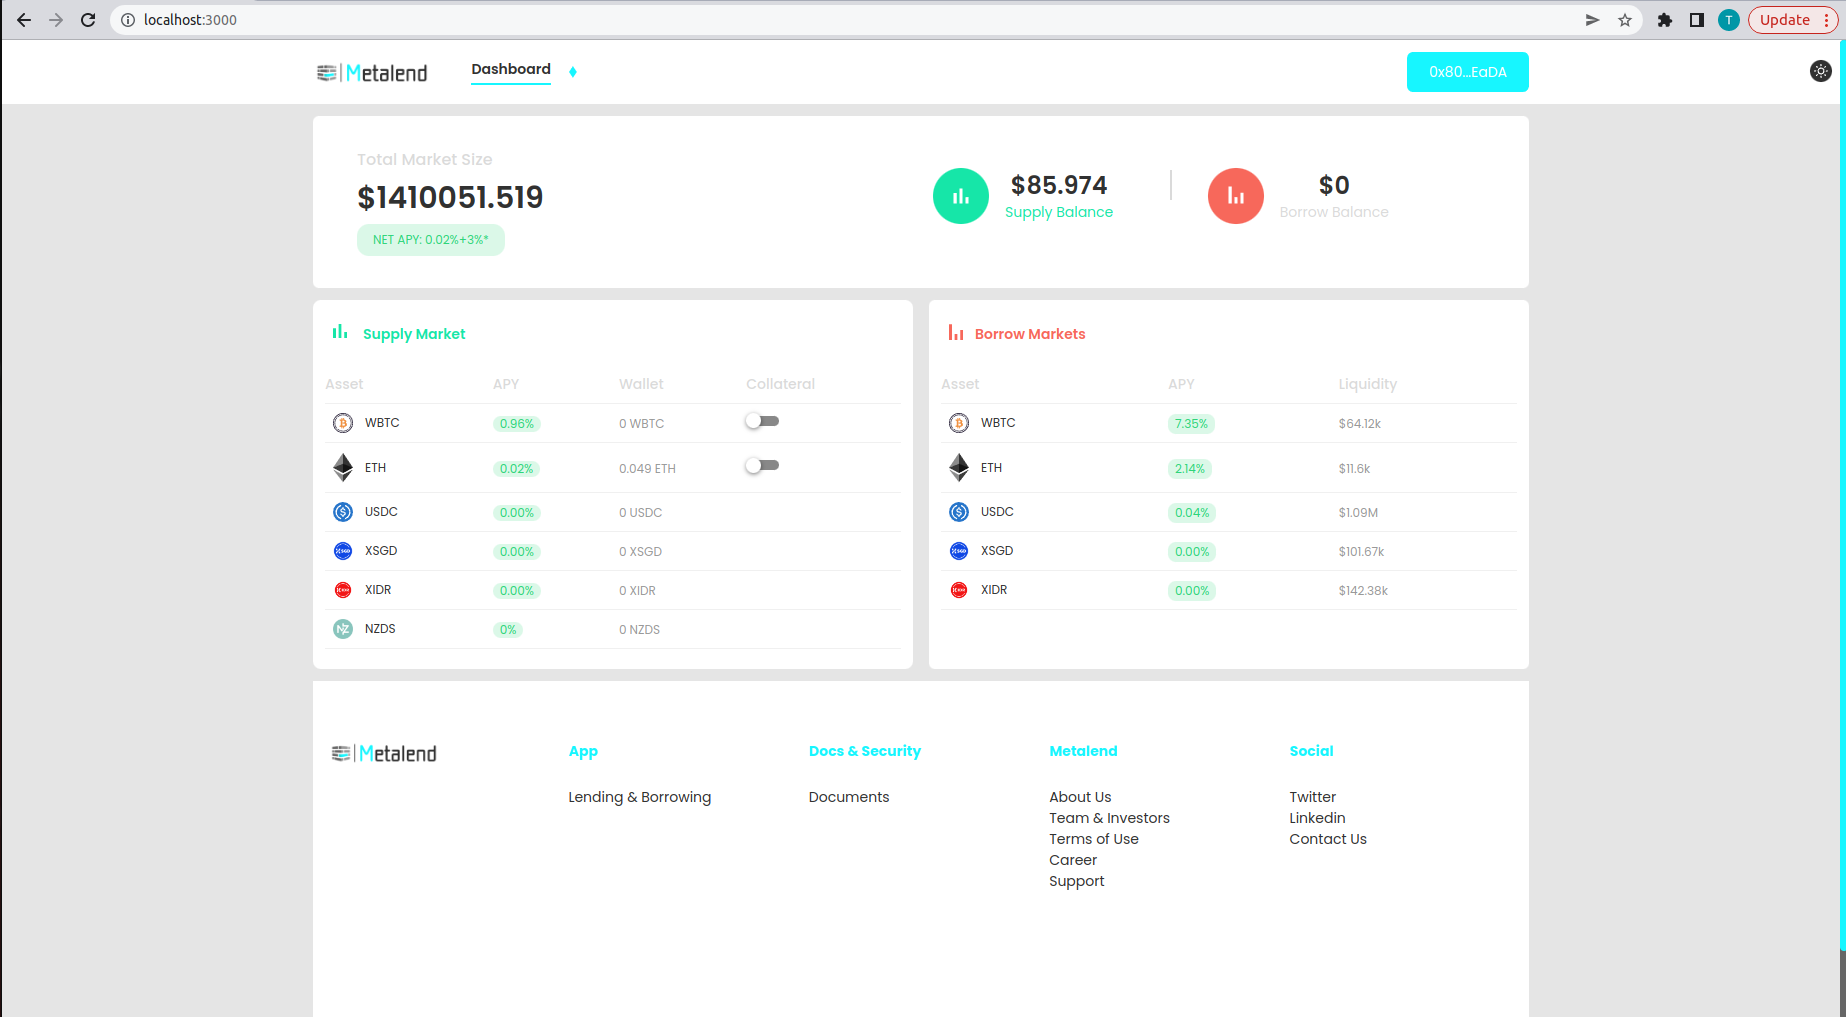 localhost:3000
T
Update
Metalend
Dashboard
0x80...EaDA
Total Market Size
$1410051.519
NET APY: 0.02%+3%*
$85.974
Supply Balance
$0
Borrow Balance
Supply Market
Asset APY Wallet Collateral
WBTC 0.96% 0 WBTC
ETH 0.02% 0.049 ETH
USDC 0.00% 0 USDC
XSGD 0.00% 0 XSGD
XIDR 0.00% 0 XIDR
NZDS 0% 0 NZDS
Borrow Markets
Asset APY Liquidity
WBTC 7.35% $64.12k
ETH 2.14% $11.6k
USDC 0.04% $1.09M
XSGD 0.00% $101.67k
XIDR 0.00% $142.38k
Metalend
App
Lending & Borrowing
Docs & Security
Documents
Metalend
About Us
Team & Investors
Terms of Use
Career
Support
Social
Twitter
Linkedin
Contact Us